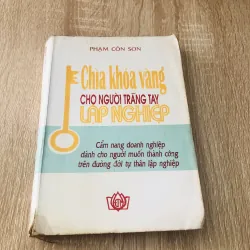 PHẠM CÔN SƠN
Chìa khóa vàng
CHO NGƯỜI TRẮNG TAY
LẬP NGHIỆP
Cẩm nang doanh nghiệp
dành cho người muốn thành công
trên đường đời tự thân lập nghiệp